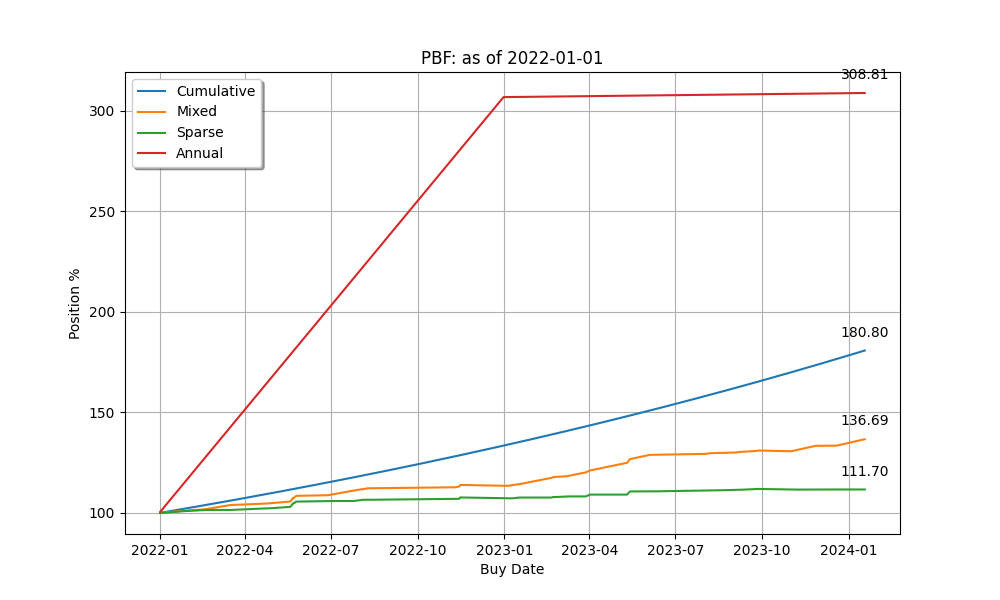 PBF: as of 2022-01-01
308.81
Cumulative
Mixed
Sparse
Annual
300
250
200
150
100
180.80
136.69
111.70
Position %
2022-01 2022-04 2022-07 2022-10 2023-01 2023-04 2023-07 2023-10 2024-01
Buy Date